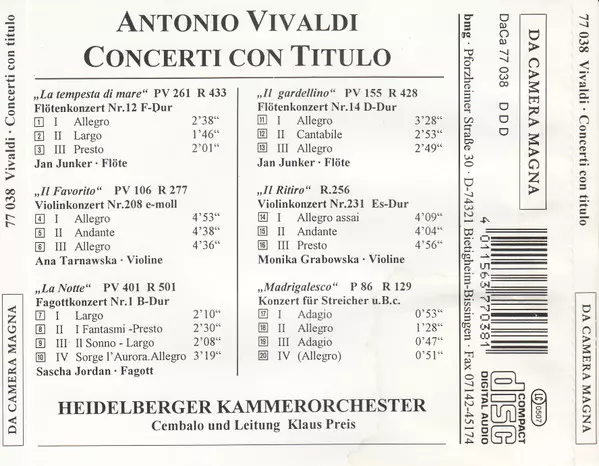 77 038 Vivaldi · Concerti con titulo
DA CAMERA MAGNA
ANTONIO VIVALDI
CONCERTI CON TITULO
„La tempesta di mare“ PV 261 R 433
Flötenkonzert Nr.12 F-Dur
1 I Allegro 2'38“
2 II Largo 1'46“
3 III Presto 2'01“
Jan Junker · Flöte
„Il Favorito“ PV 106 R 277
Violinkonzert Nr.208 e-moll
4 I Allegro 4'53“
5 II Andante 4'38“
6 III Allegro 4'36“
Ana Tarnawska · Violine
„La Notte“ PV 401 R 501
Fagottkonzert Nr.1 B-Dur
7 I Largo 2'10“
8 II I Fantasmi -Presto 2'30“
9 III Il Sonno - Largo 2'08“
10 IV Sorge l'Aurora.Allegro 3'19“
Sascha Jordan · Fagott
„Il gardellino“ PV 155 R 428
Flötenkonzert Nr.14 D-Dur
11 I Allegro 3'28“
12 II Cantabile 2'53“
13 III Allegro 2'49“
Jan Junker · Flöte
„Il Ritiro“ R.256
Violinkonzert Nr.231 Es-Dur
14 I Allegro assai 4'09“
15 II Andante 4'04“
16 III Presto 4'56“
Monika Grabowska · Violine
„Madrigalesco“ P 86 R 129
Konzert für Streicher u.B.c.
17 I Adagio 0'53“
18 II Allegro 1'28“
19 III Adagio 0'47“
20 IV (Allegro) 0'51“
HEIDELBERGER KAMMERORCHESTER
Cembalo und Leitung Klaus Preis
bmg · Pforzheimer Straße 30 · D-74321 Bietigheim-Bissingen · Fax 07142-45174
DaCa 77 038 D D D
DA CAMERA MAGNA
4 011563 770381
COMPACT
disc
DIGITAL AUDIO
LC
0507
77 038 Vivaldi · Concerti con titulo
DA CAMERA MAGNA